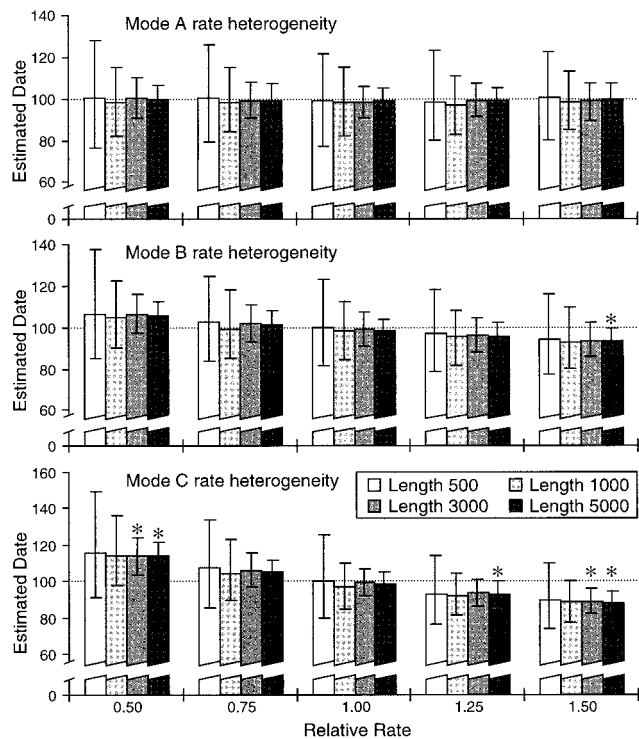 Mode A rate heterogeneity
Estimated Date
140
120
100
80
60
0
Mode B rate heterogeneity
Estimated Date
140
120
100
80
60
0
*
Mode C rate heterogeneity
Estimated Date
160
140
120
100
80
60
0
Length 500 Length 1000
Length 3000 Length 5000
* * * * *
0.50 0.75 1.00 1.25 1.50
Relative Rate